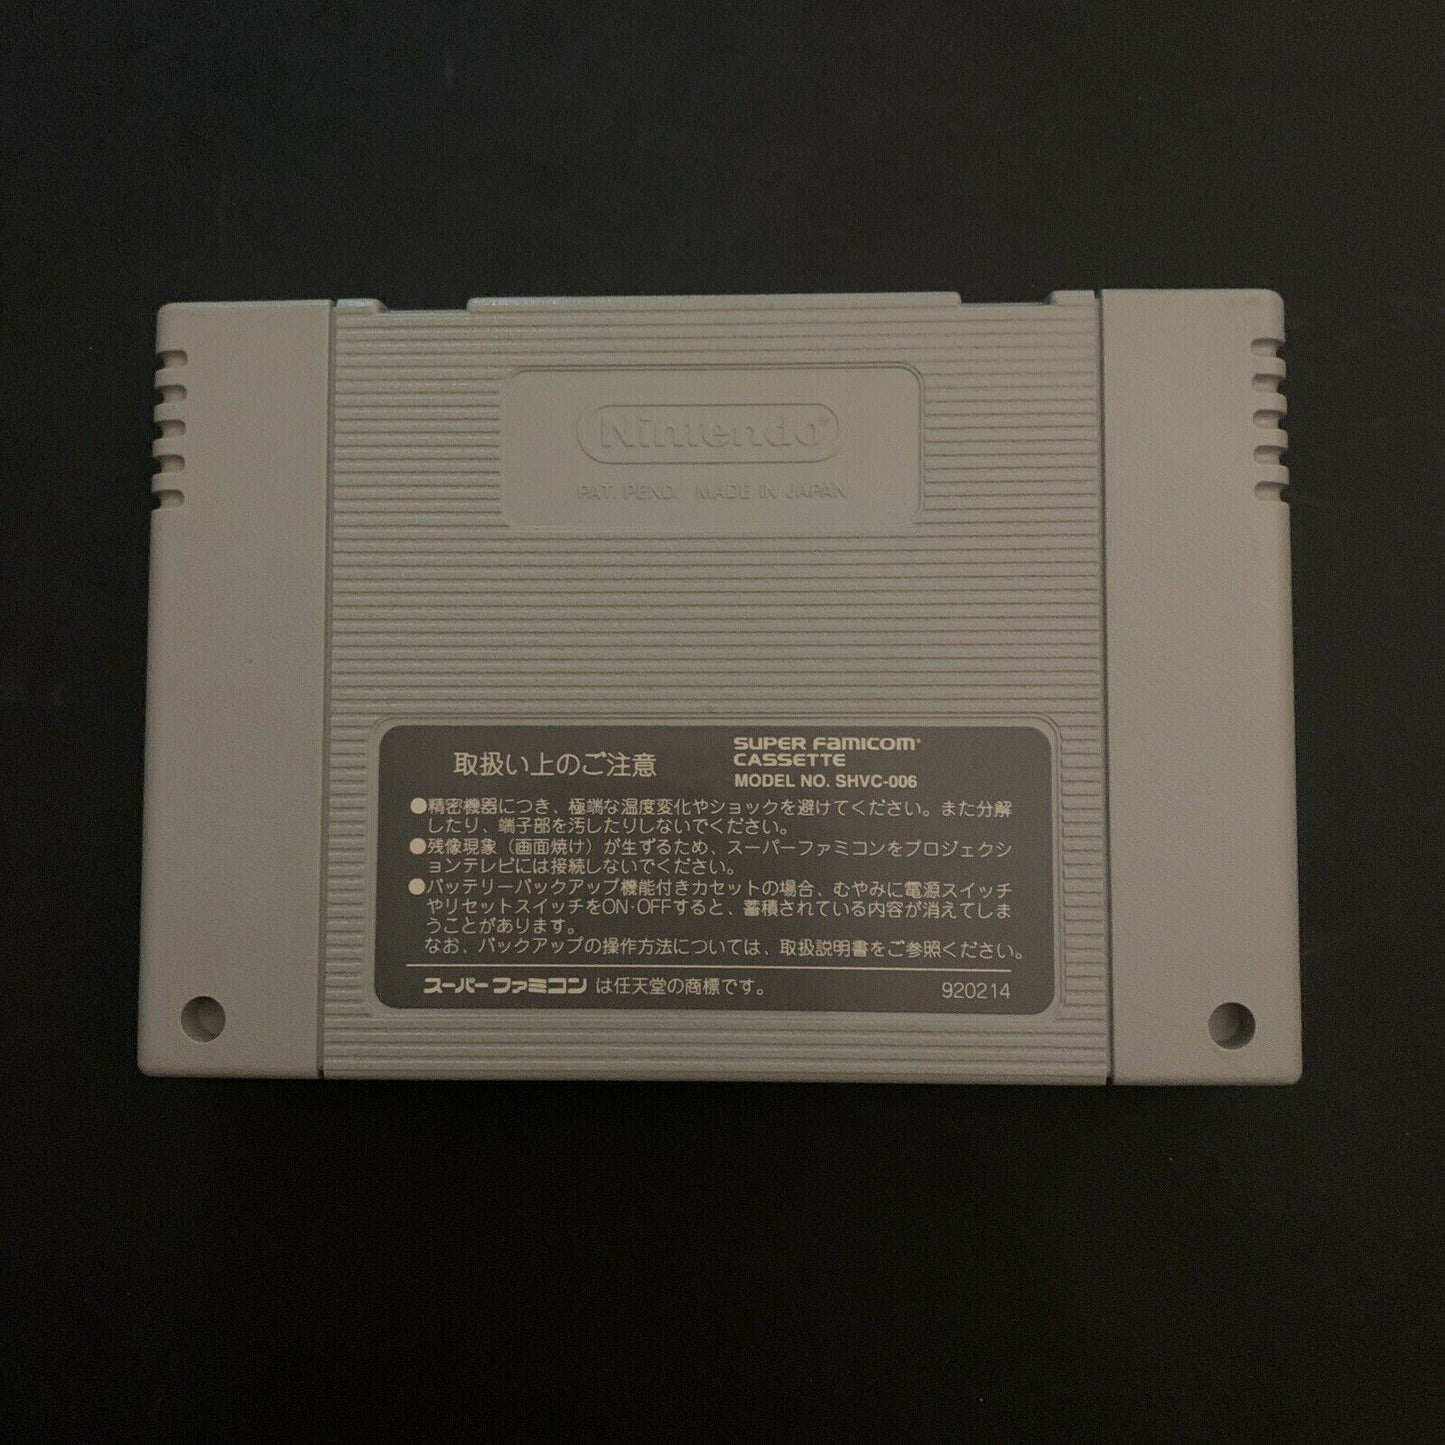 Nintendo®
PAT. PEND. MADE IN JAPAN
取扱い上のご注意
SUPER FAMICOM®
CASSETTE
MODEL NO. SHVC-006
●精密機器につき、極端な温度変化やショックを避けてください。また分解
したり、端子部を汚したりしないでください。
●残像現象（画面焼け）が生ずるため、スーパーファミコンをプロジェクシ
ョンテレビには接続しないでください。
●バッテリーバックアップ機能付きカセットの場合、むやみに電源スイッチ
やリセットスイッチをON・OFFすると、蓄積されている内容が消えてしま
うことがあります。
なお、バックアップの操作方法については、取扱説明書をご参照ください。
スーパーファミコン は任天堂の商標です。
920214